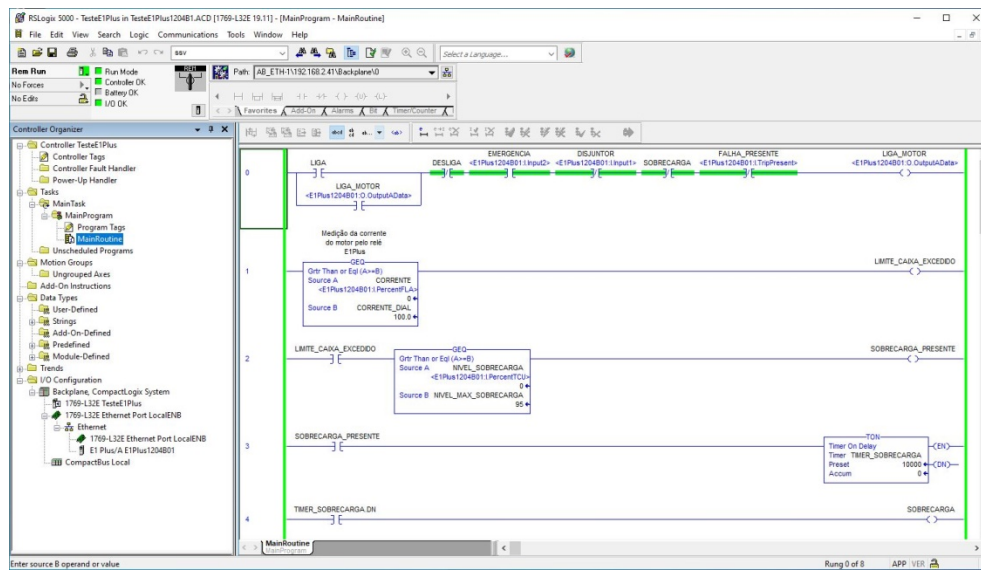 RSLogix 5000 - TesteE1Plus in TesteE1Plus1204B1.ACD [1769-L32E 19.11] - [MainProgram - MainRoutine]
File Edit View Search Logic Communications Tools Window Help
Select a Language...
Rem Run
Run Mode
Path: AB_ETH-1\192.168.2.41\Backplane\0
No Forces
Controller OK
Battery OK
No Edits
I/O OK
Favorites Add-On Alarms Bit Timer/Counter
Controller Organizer
Controller TesteE1Plus
Controller Tags
Controller Fault Handler
Power-Up Handler
Tasks
MainTask
MainProgram
Program Tags
MainRoutine
Unscheduled Programs
Motion Groups
Ungrouped Axes
Add-On Instructions
Data Types
User-Defined
Strings
Add-On-Defined
Predefined
Module-Defined
Trends
I/O Configuration
Backplane, CompactLogix System
1769-L32E TesteE1Plus
1769-L32E Ethernet Port LocalENB
Ethernet
1769-L32E Ethernet Port LocalENB
E1 Plus/A E1Plus1204B01
CompactBus Local
0
LIGA
DESLIGA
EMERGENCIA
<E1Plus1204B01:I.Input2>
DISJUNTOR
<E1Plus1204B01:I.Input1>
SOBRECARGA
FALHA_PRESENTE
<E1Plus1204B01:I.TripPresent>
LIGA_MOTOR
<E1Plus1204B01:O.OutputAData>
LIGA_MOTOR
<E1Plus1204B01:O.OutputAData>
Medição da corrente
do motor pelo relé
E1Plus
1
GEQ
Grtr Than or Eql (A>=B)
Source A CORRENTE
<E1Plus1204B01:I.PercentFLA>
0
Source B CORRENTE_DIAL
100.0
LIMITE_CAIXA_EXCEDIDO
2
LIMITE_CAIXA_EXCEDIDO
GEQ
Grtr Than or Eql (A>=B)
Source A NIVEL_SOBRECARGA
<E1Plus1204B01:I.PercentTCU>
0
Source B NIVEL_MAX_SOBRECARGA
95
SOBRECARGA_PRESENTE
3
SOBRECARGA_PRESENTE
TON
Timer On Delay
Timer TIMER_SOBRECARGA
Preset 10000
Accum 0
EN
DN
4
TIMER_SOBRECARGA.DN
SOBRECARGA
MainRoutine
MainProgram
Enter source B operand or value
Rung 0 of 8
APP
VER